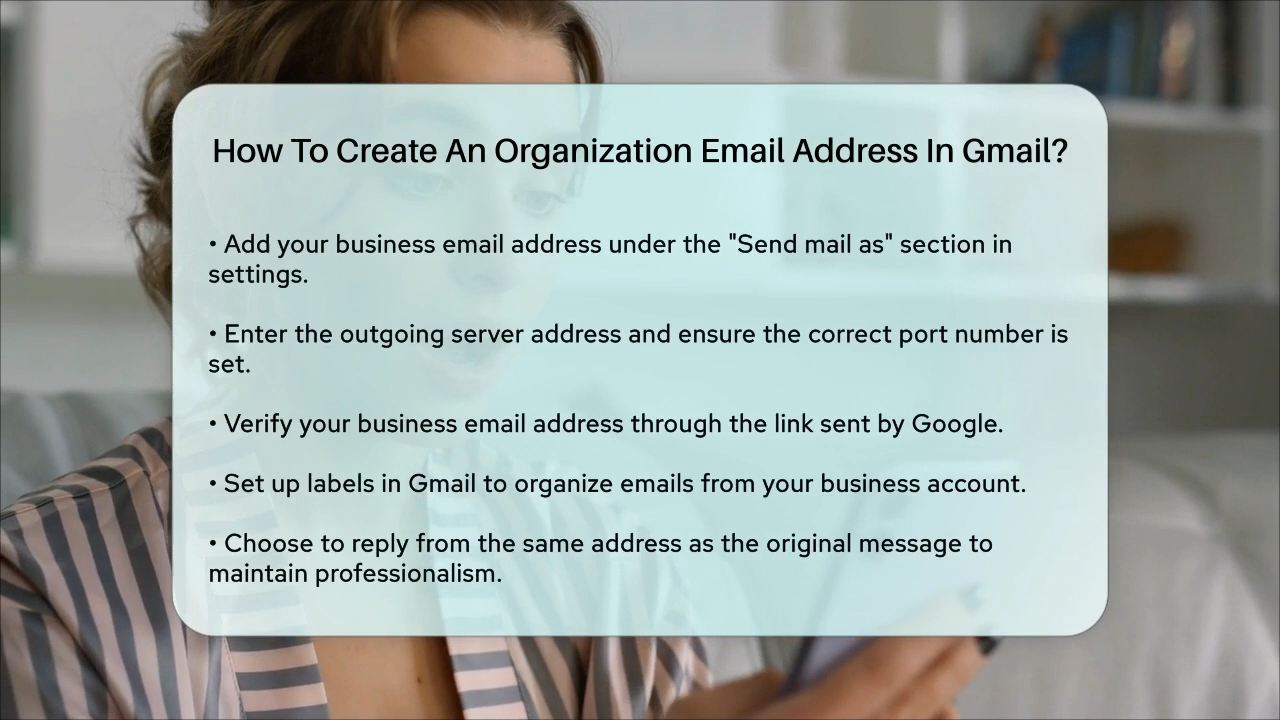 How To Create An Organization Email Address In Gmail?
• Add your business email address under the "Send mail as" section in
settings.
• Enter the outgoing server address and ensure the correct port number is
set.
• Verify your business email address through the link sent by Google.
• Set up labels in Gmail to organize emails from your business account.
• Choose to reply from the same address as the original message to
maintain professionalism.